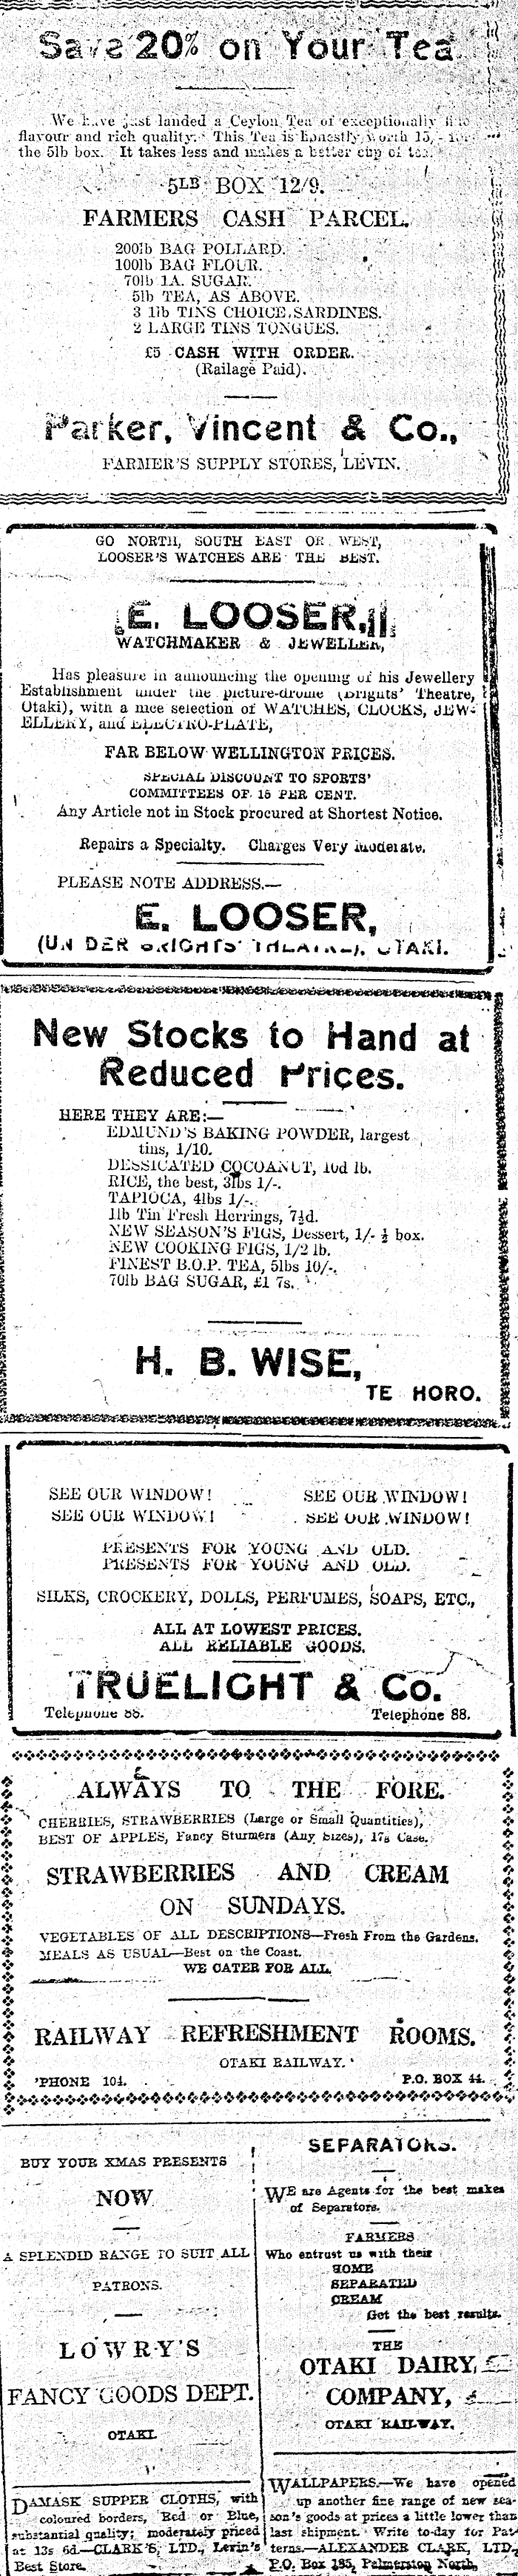 Save 20% on Your Tea
We have just landed a Ceylon Tea of exceptionally fine
flavour and rich quality. This Tea is honestly worth 15/- for
the 5lb box. It takes less and makes a better cup of tea.
5LB BOX 12/9.
FARMERS CASH PARCEL.
200lb BAG POLLARD.
100lb BAG FLOUR.
70lb 1A. SUGAR.
5lb TEA, AS ABOVE.
3 1lb TINS CHOICE SARDINES.
2 LARGE TINS TONGUES.
£5 CASH WITH ORDER.
(Railage Paid).
Parker, Vincent & Co.,
FARMER'S SUPPLY STORES, LEVIN.
GO NORTH, SOUTH EAST OR WEST,
LOOSER'S WATCHES ARE THE BEST.
E. LOOSER,
WATCHMAKER & JEWELLER,
Has pleasure in announcing the opening of his Jewellery
Establishment under the picture-drome (Brights' Theatre,
Otaki), with a nice selection of WATCHES, CLOCKS, JEW-
ELLERY, and ELECTRO-PLATE,
FAR BELOW WELLINGTON PRICES.
SPECIAL DISCOUNT TO SPORTS'
COMMITTEES OF 15 PER CENT.
Any Article not in Stock procured at Shortest Notice.
Repairs a Specialty. Charges Very moderate.
PLEASE NOTE ADDRESS.—
E. LOOSER,
(UNDER BRIGHTS' THEATRE), OTAKI.
New Stocks to Hand at
Reduced Prices.
HERE THEY ARE:—
EDMUND'S BAKING POWDER, largest
tins, 1/10.
DESSICATED COCOANUT, 10d lb.
RICE, the best, 3lbs 1/-.
TAPIOCA, 4lbs 1/-.
1lb Tin Fresh Herrings, 7½d.
NEW SEASON'S FIGS, Dessert, 1/- ½ box.
NEW COOKING FIGS, 1/2 lb.
FINEST B.O.P. TEA, 5lbs 10/-.
70lb BAG SUGAR, £1 7s.
H. B. WISE,
TE HORO.
SEE OUR WINDOW! SEE OUR WINDOW!
SEE OUR WINDOW! SEE OUR WINDOW!
PRESENTS FOR YOUNG AND OLD.
PRESENTS FOR YOUNG AND OLD.
SILKS, CROCKERY, DOLLS, PERFUMES, SOAPS, ETC.,
ALL AT LOWEST PRICES.
ALL RELIABLE GOODS.
TRUELIGHT & Co.
Telephone 88. Telephone 88.
ALWAYS TO THE FORE.
CHERRIES, STRAWBERRIES (Large or Small Quantities),
BEST OF APPLES, Fancy Sturmers (Any Sizes), 17s Case.
STRAWBERRIES AND CREAM
ON SUNDAYS.
VEGETABLES OF ALL DESCRIPTIONS—Fresh From the Gardens.
MEALS AS USUAL—Best on the Coast.
WE CATER FOR ALL.
RAILWAY REFRESHMENT ROOMS.
OTAKI RAILWAY.
'PHONE 104. P.O. BOX 44.
BUY YOUR XMAS PRESENTS
NOW
A SPLENDID RANGE TO SUIT ALL
PATRONS.
LOWRY'S
FANCY GOODS DEPT.
OTAKI.
DAMASK SUPPER CLOTHS, with
coloured borders, Red or Blue,
substantial quality; moderately priced
at 13s 6d.—CLARK'S, LTD., Levin's
Best Store.
SEPARATORS.
WE are Agents for the best makes
of Separators.
FARMERS
Who entrust us with their
HOME
SEPARATED
CREAM
Get the best results.
THE
OTAKI DAIRY
COMPANY,
OTAKI RAILWAY.
WALLPAPERS.—We have opened
up another fine range of new sea-
son's goods at prices a little lower than
last shipment. Write to-day for Pat-
terns.—ALEXANDER CLARK, LTD.,
P.O. Box 185, Palmerston North.